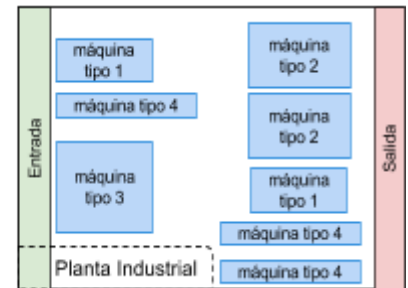 Entrada
máquina
tipo 1
máquina tipo 4
máquina
tipo 3
Planta Industrial
máquina
tipo 2
máquina
tipo 2
máquina
tipo 1
máquina tipo 4
máquina tipo 4
Salida